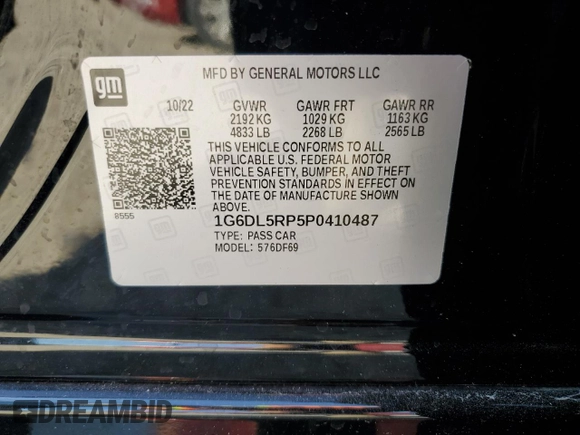 gm
MFD BY GENERAL MOTORS LLC
10/22 GVWR GAWR FRT GAWR RR
2192 KG 1029 KG 1163 KG
4833 LB 2268 LB 2565 LB
THIS VEHICLE CONFORMS TO ALL
APPLICABLE U.S. FEDERAL MOTOR
VEHICLE SAFETY, BUMPER, AND THEFT
PREVENTION STANDARDS IN EFFECT ON
THE DATE OF MANUFACTURE SHOWN
ABOVE.
8555
1G6DL5RP5P0410487
TYPE: PASS CAR
MODEL: 576DF69
DREAMBID